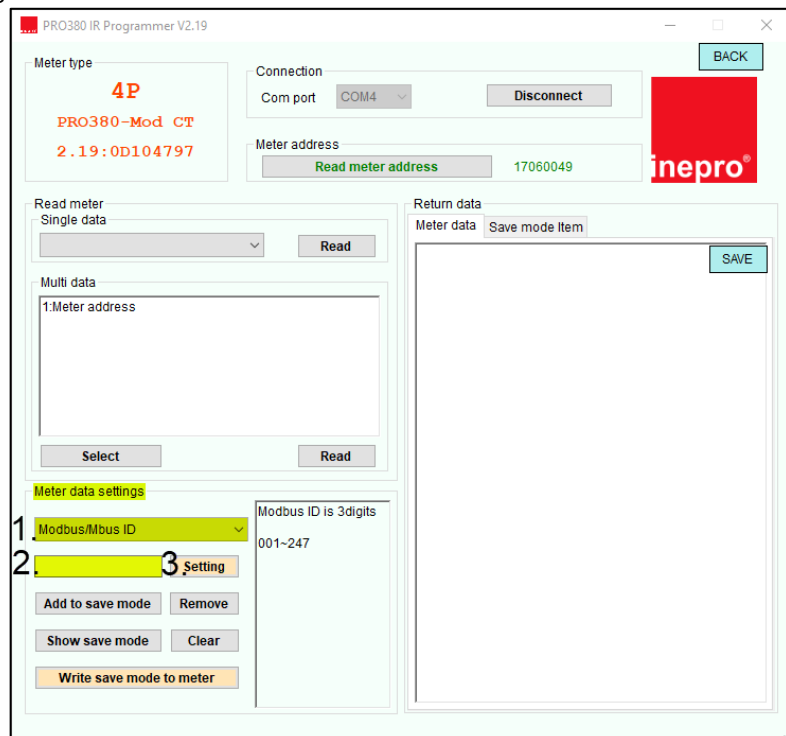 PRO380 IR Programmer V2.19
BACK
Meter type
4P
PRO380-Mod CT
2.19:0D104797
Connection
Com port COM4 Disconnect
Meter address
Read meter address 17060049
inepro®
Read meter
Single data
Read
Multi data
1:Meter address
Select Read
Return data
Meter data Save mode Item
SAVE
Meter data settings
1. Modbus/Mbus ID
2. 3. Setting
Add to save mode Remove
Show save mode Clear
Write save mode to meter
Modbus ID is 3digits
001~247